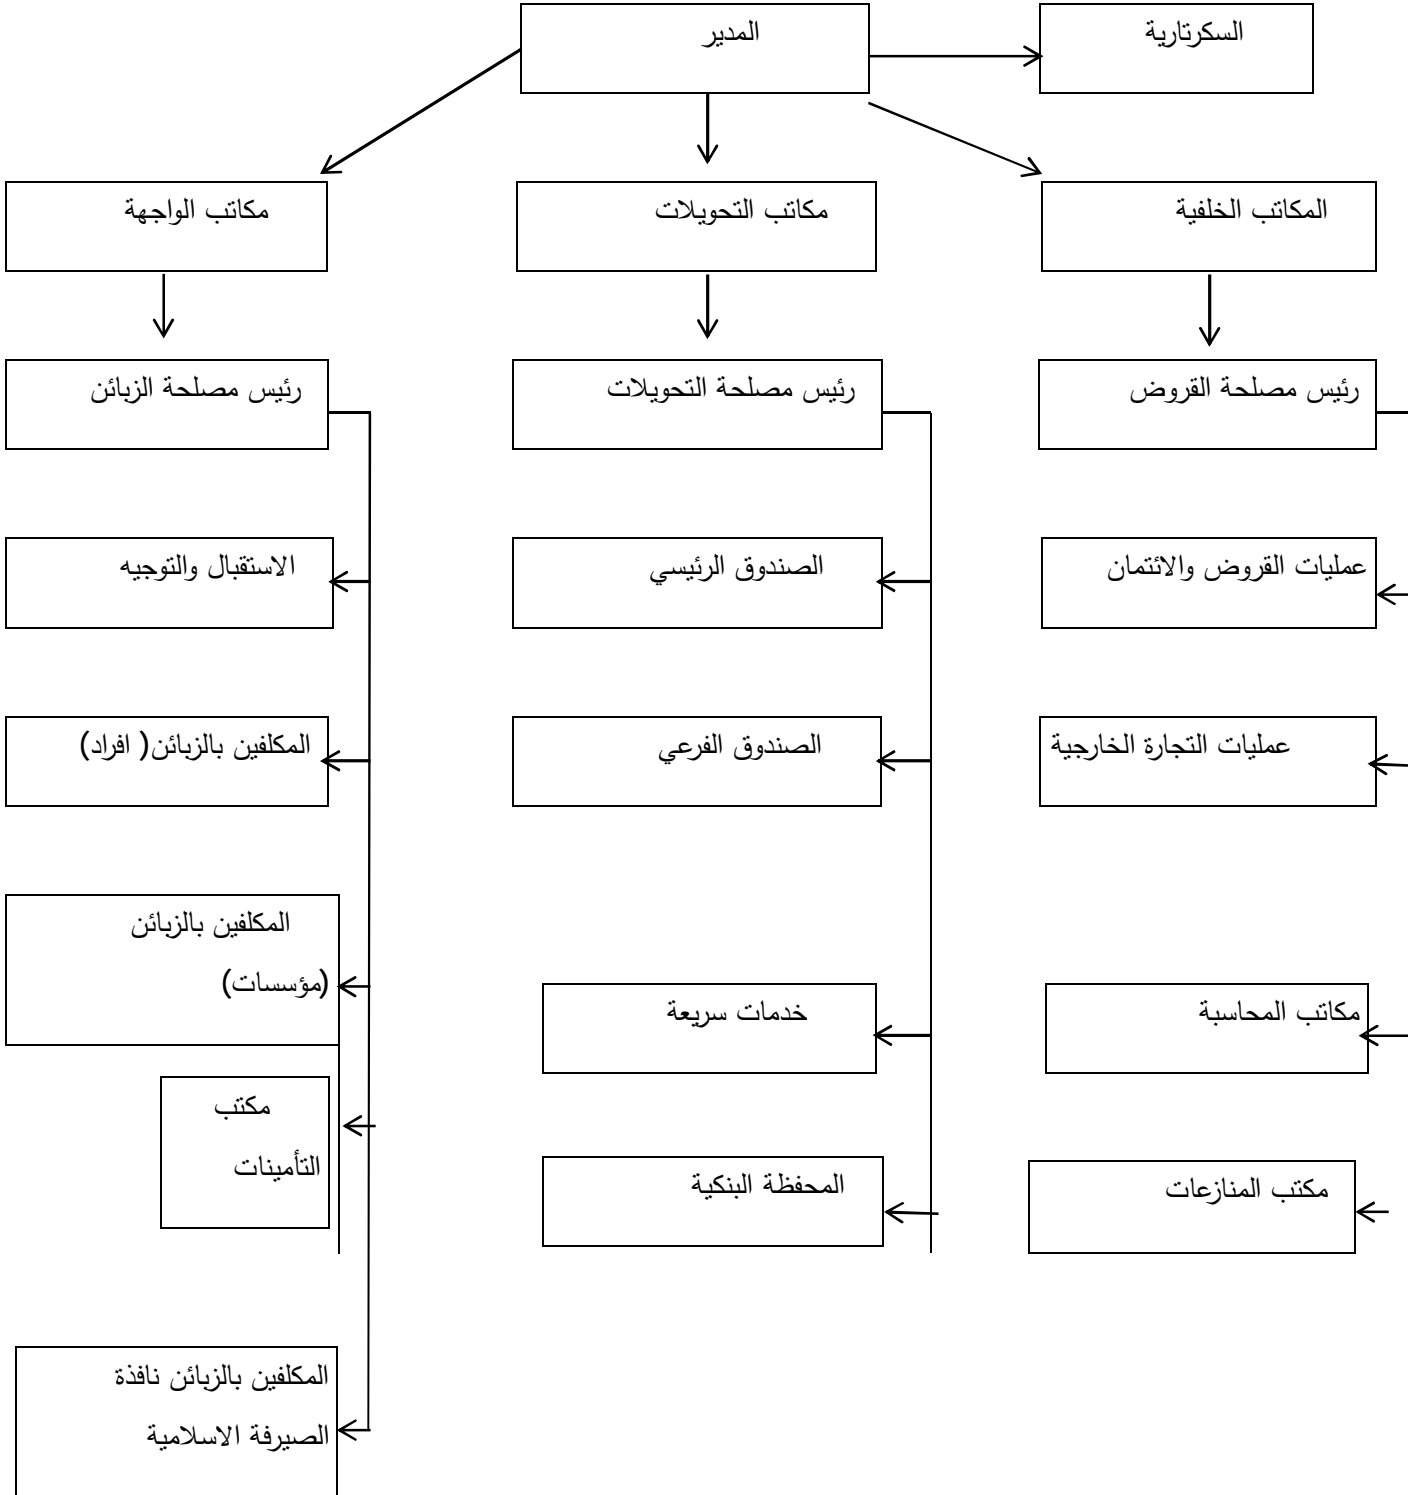 السكرتارية
المدير
المكاتب الخلفية
مكاتب التحويلات
مكاتب الواجهة
رئيس مصلحة القروض
رئيس مصلحة التحويلات
رئيس مصلحة الزبائن
عمليات القروض والائتمان
الصندوق الرئيسي
الاستقبال والتوجيه
عمليات التجارة الخارجية
الصندوق الفرعي
المكلفين بالزبائن( افراد)
المكلفين بالزبائن
(مؤسسات)
مكاتب المحاسبة
خدمات سريعة
مكتب
التأمينات
مكتب المنازعات
المحفظة البنكية
المكلفين بالزبائن نافذة
الصيرفة الاسلامية